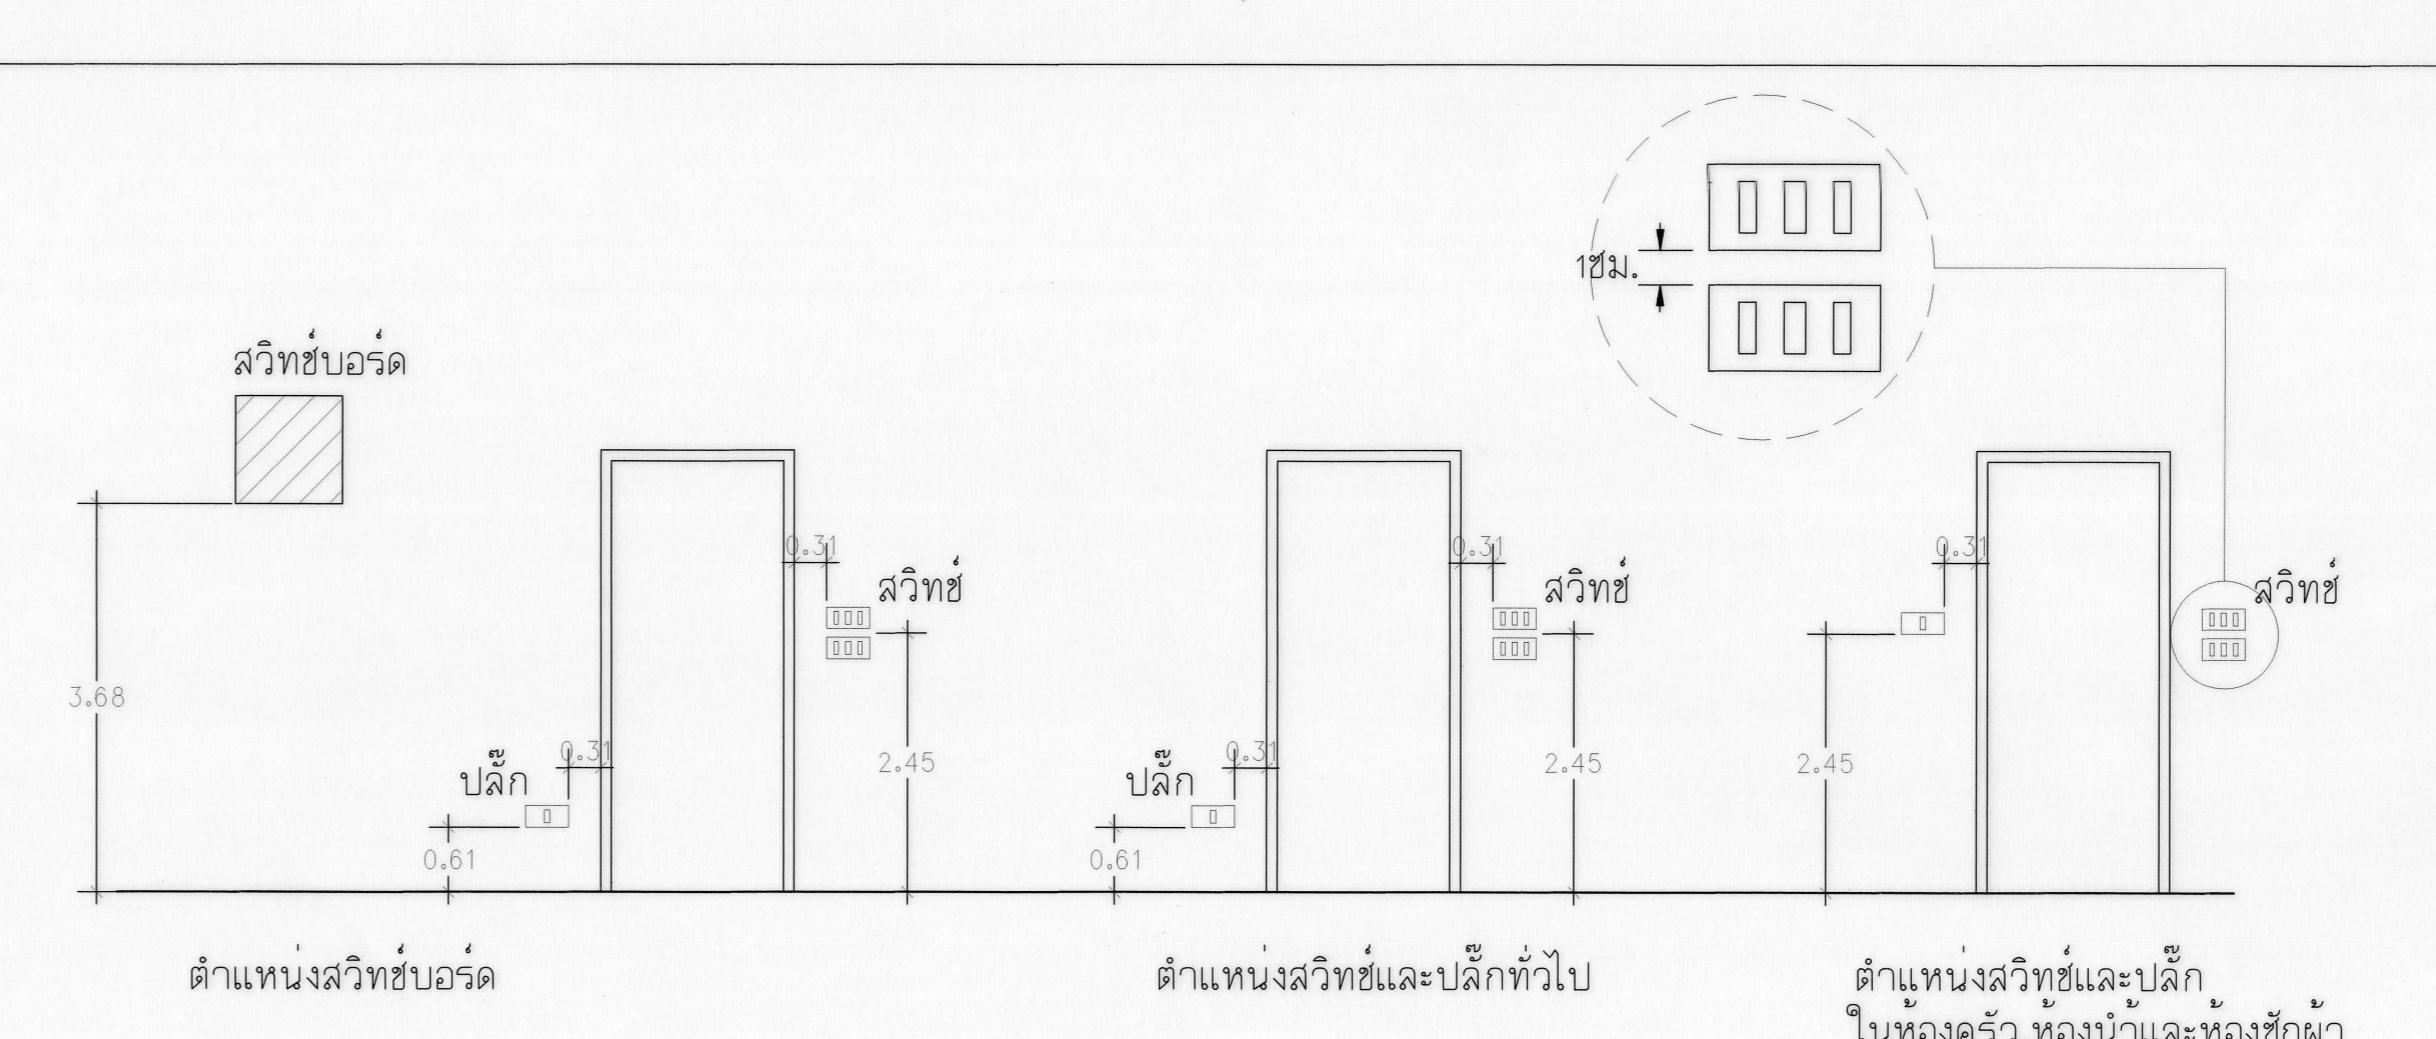 1ซม.
สวิทช์บอร์ด
0.31
0.31
0.31
สวิทช์
สวิทช์
สวิทช์
3.68
0.31
0.31
ปลั๊ก
ปลั๊ก
2.45
2.45
2.45
0.61
0.61
ตำแหน่งสวิทช์บอร์ด
ตำแหน่งสวิทช์และปลั๊กทั่วไป
ตำแหน่งสวิทช์และปลั๊ก
ในห้องครัว,ห้องน้ำและห้องซักผ้า